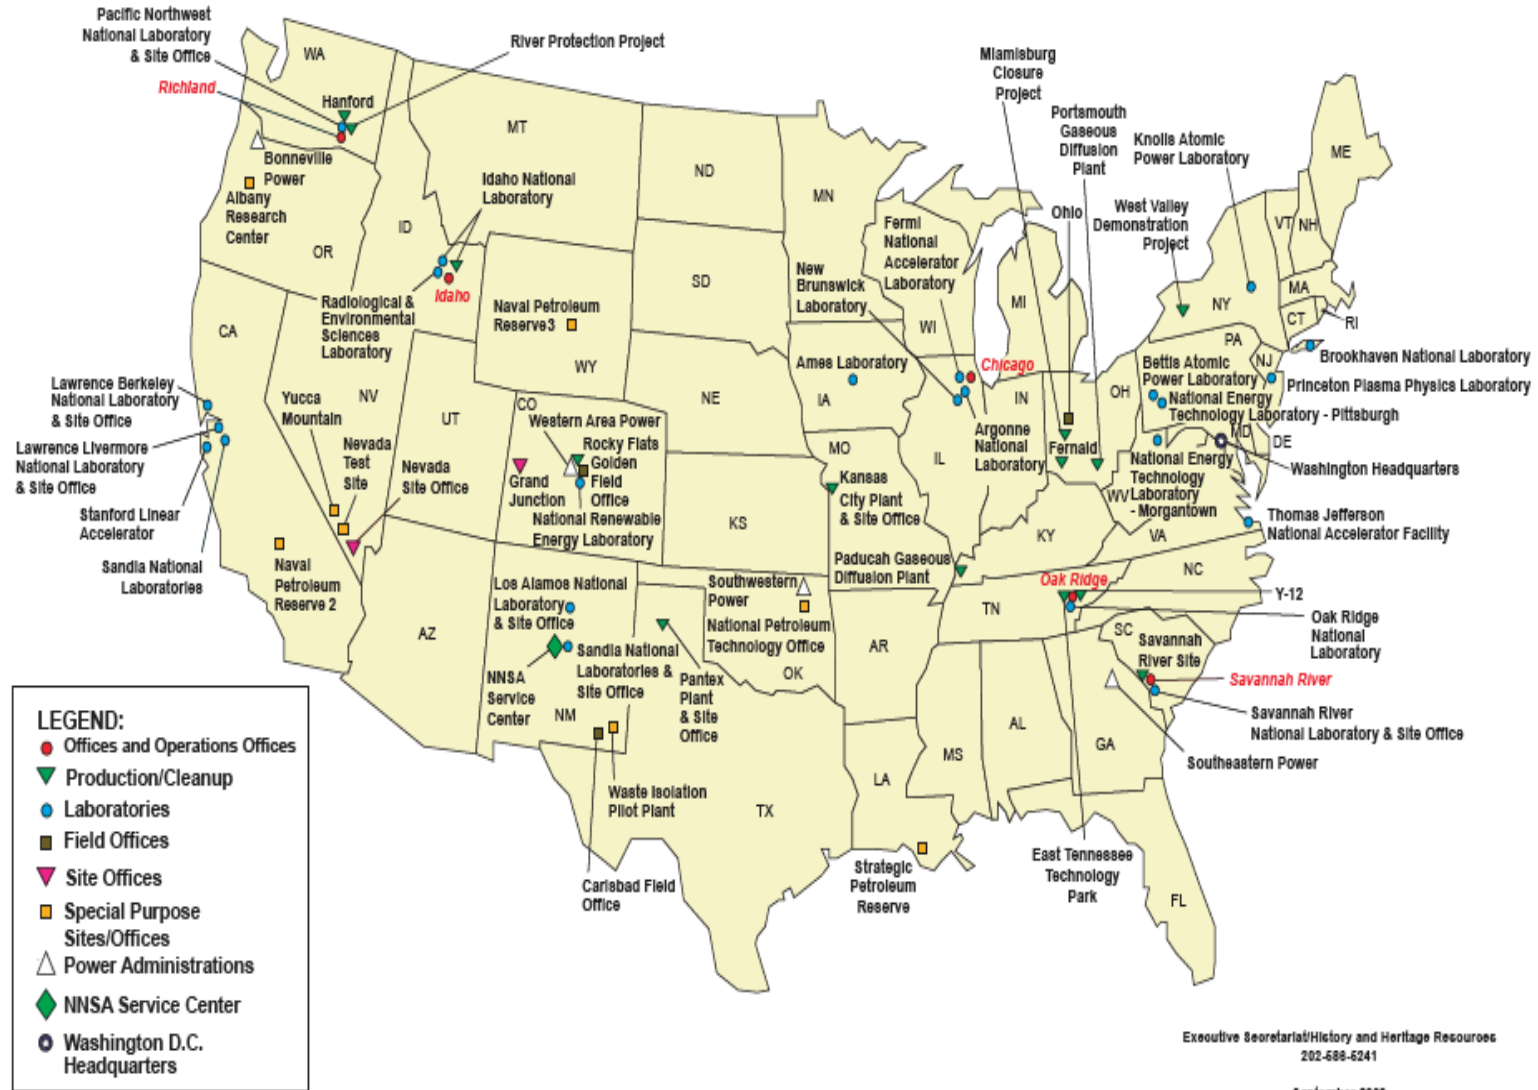 Pacific Northwest
National Laboratory
& Site Office
Richland
WA
Hanford
River Protection Project
Bonneville
Power
Albany
Research
Center
OR
ID
MT
Idaho National
Laboratory
Idaho
Radiological &
Environmental
Sciences
Laboratory
Naval Petroleum
Reserve3
WY
ND
SD
NE
KS
MN
New
Brunswick
Laboratory
Fermi
National
Accelerator
Laboratory
WI
MI
Miamisburg
Closure
Project
Portsmouth
Gaseous
Diffusion
Plant
Ohio
Knolls Atomic
Power Laboratory
West Valley
Demonstration
Project
ME
VT
NH
MA
NY
CT
RI
PA
NJ
Brookhaven National Laboratory
Princeton Plasma Physics Laboratory
Bettis Atomic
Power Laboratory
National Energy
Technology Laboratory - Pittsburgh
MD
DE
Washington Headquarters
National Energy
Technology
Laboratory
- Morgantown
WV
Thomas Jefferson
National Accelerator Facility
VA
OH
IN
Fernald
Chicago
Argonne
National
Laboratory
IL
Ames Laboratory
IA
MO
Kansas
City Plant
& Site Office
KY
Paducah Gaseous
Diffusion Plant
CA
NV
UT
CO
Lawrence Berkeley
National Laboratory
& Site Office
Lawrence Livermore
National Laboratory
& Site Office
Stanford Linear
Accelerator
Sandia National
Laboratories
Yucca
Mountain
Nevada
Test
Site
Nevada
Site Office
Naval
Petroleum
Reserve 2
Western Area Power
Rocky Flats
Golden
Field
Office
Grand
Junction
National Renewable
Energy Laboratory
AZ
Los Alamos National
Laboratory
& Site Office
NNSA
Service
Center
Sandia National
Laboratories &
Site Office
NM
Pantex
Plant
& Site
Office
Southwestern
Power
National Petroleum
Technology Office
OK
AR
TN
Oak Ridge
NC
Y-12
Oak Ridge
National
Laboratory
SC
Savannah
River Site
Savannah River
Savannah River
National Laboratory & Site Office
Southeastern Power
GA
AL
MS
LA
TX
FL
Waste Isolation
Pilot Plant
Carlsbad Field
Office
Strategic
Petroleum
Reserve
East Tennessee
Technology
Park
LEGEND:
Offices and Operations Offices
Production/Cleanup
Laboratories
Field Offices
Site Offices
Special Purpose
Sites/Offices
Power Administrations
NNSA Service Center
Washington D.C.
Headquarters
Executive Secretariat/History and Heritage Resources
202-586-5241